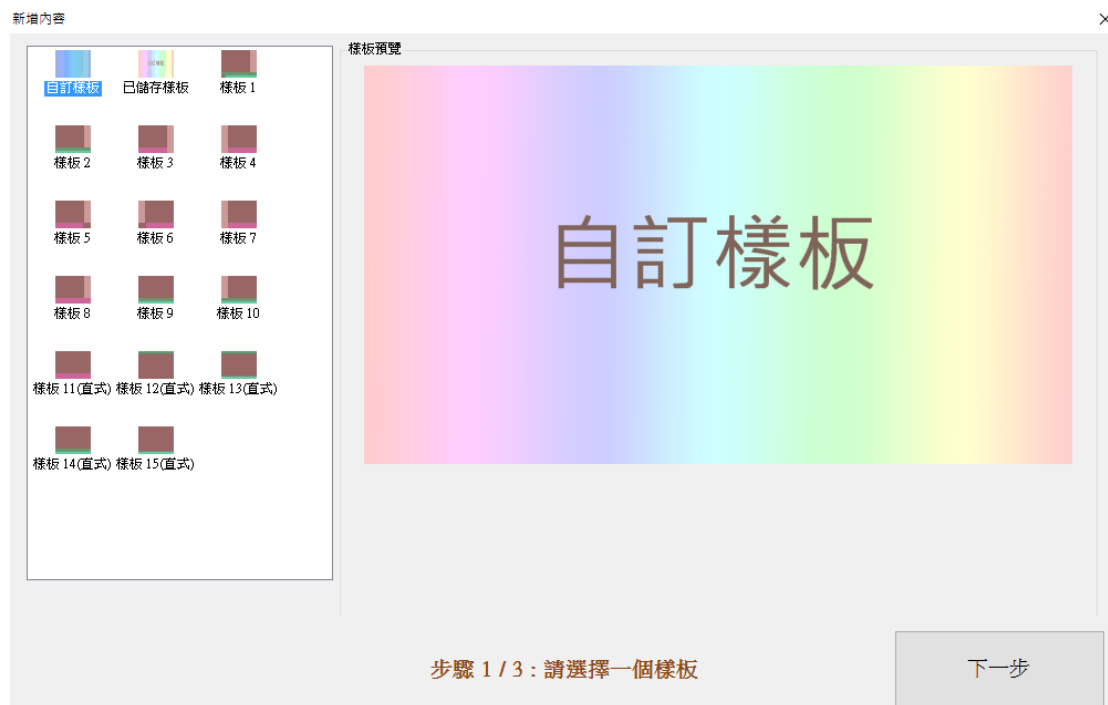 新增內容
自訂樣板 已儲存樣板 樣板 1
樣板 2 樣板 3 樣板 4
樣板 5 樣板 6 樣板 7
樣板 8 樣板 9 樣板 10
樣板 11(直式) 樣板 12(直式) 樣板 13(直式)
樣板 14(直式) 樣板 15(直式)
樣板預覽
自訂樣板
步驟 1 / 3 : 請選擇一個樣板
下一步